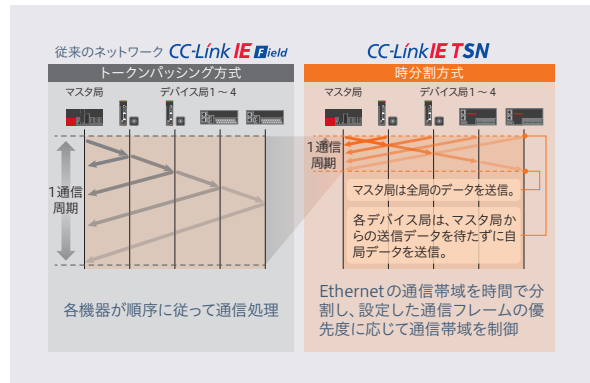 従来のネットワーク CC-Link IE Field
トークンパッシング方式
マスタ局 デバイス局1～4
1通信
周期
各機器が順序に従って通信処理
CC-Link IE TSN
時分割方式
マスタ局 デバイス局1～4
1通信
周期
マスタ局は全局のデータを送信。
各デバイス局は、マスタ局か
らの送信データを待たずに自
局データを送信。
Ethernetの通信帯域を時間で分
割し、設定した通信フレームの優
先度に応じて通信帯域を制御